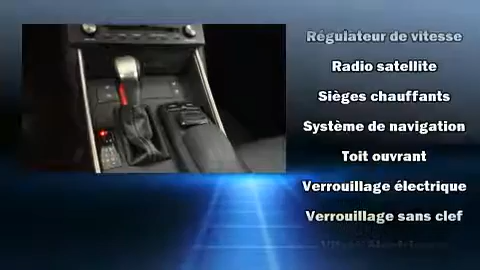 Régulateur de vitesse
Radio satellite
Sièges chauffants
Système de navigation
Toit ouvrant
Verrouillage électrique
Verrouillage sans clef